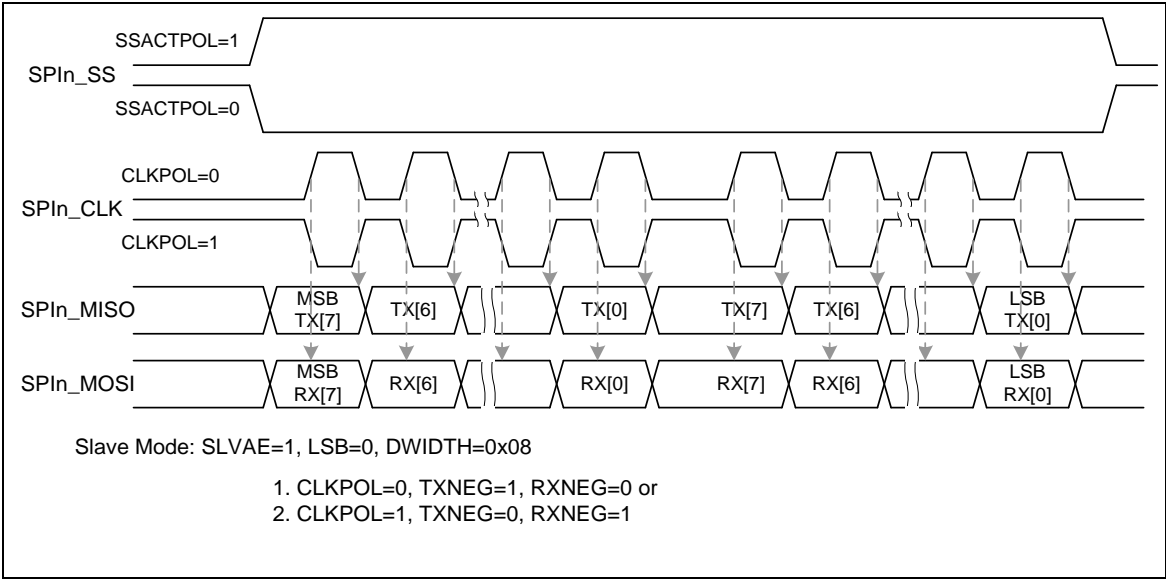 SSACTPOL=1
SPIn_SS
SSACTPOL=0
CLKPOL=0
SPIn_CLK
CLKPOL=1
SPIn_MISO
MSB
TX[7]
TX[6]
TX[0]
TX[7]
TX[6]
LSB
TX[0]
SPIn_MOSI
MSB
RX[7]
RX[6]
RX[0]
RX[7]
RX[6]
LSB
RX[0]
Slave Mode: SLVAE=1, LSB=0, DWIDTH=0x08
1. CLKPOL=0, TXNEG=1, RXNEG=0 or
2. CLKPOL=1, TXNEG=0, RXNEG=1